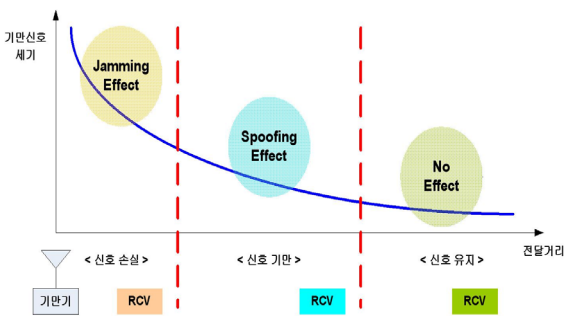 기만신호
세기
Jamming
Effect
Spoofing
Effect
No
Effect
전달거리
< 신호 손실 >
< 신호 기만 >
< 신호 유지 >
기만기
RCV
RCV
RCV